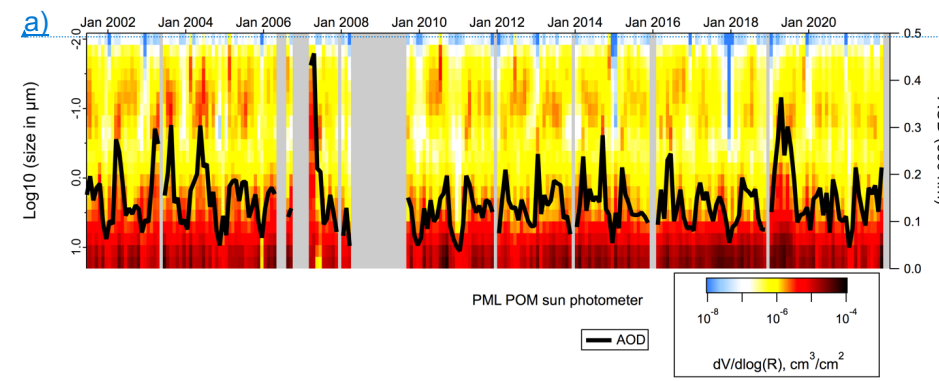 a)
Jan 2002 Jan 2004 Jan 2006 Jan 2008 Jan 2010 Jan 2012 Jan 2014 Jan 2016 Jan 2018 Jan 2020
-2.0
-1.0
0.0
1.0
Log10 (size in µm)
0.5
0.4
0.3
0.2
0.1
0.0
PML POM sun photometer
AOD
10-8 10-6 10-4
dV/dlog(R), cm3/cm2